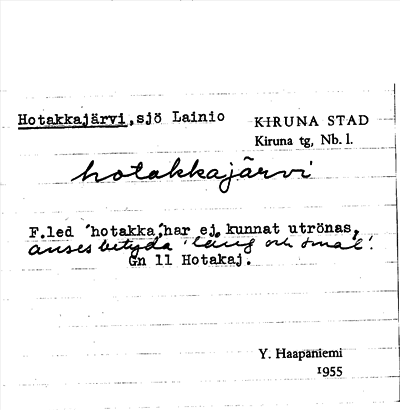 Hotakkajärvi, sjö Lainio
KIRUNA STAD
Kiruna tg, Nb. l.
hotakkajärvi
F.led 'hotakka' har ej kunnat utrönas,
anses betyda 'lång och smal'.
Gn 11 Hotakaj.
Y. Haapaniemi
1955